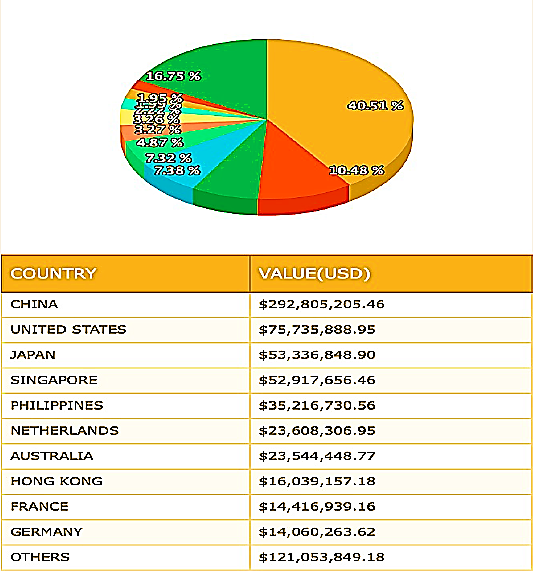 16.75 %
40.51 %
1.95 %
3.26 %
3.27 %
4.87 %
7.32 %
7.38 %
10.48 %
COUNTRY VALUE(USD)
CHINA $292,805,205.46
UNITED STATES $75,735,888.95
JAPAN $53,336,848.90
SINGAPORE $52,917,656.46
PHILIPPINES $35,216,730.56
NETHERLANDS $23,608,306.95
AUSTRALIA $23,544,448.77
HONG KONG $16,039,157.18
FRANCE $14,416,939.16
GERMANY $14,060,263.62
OTHERS $121,053,849.18